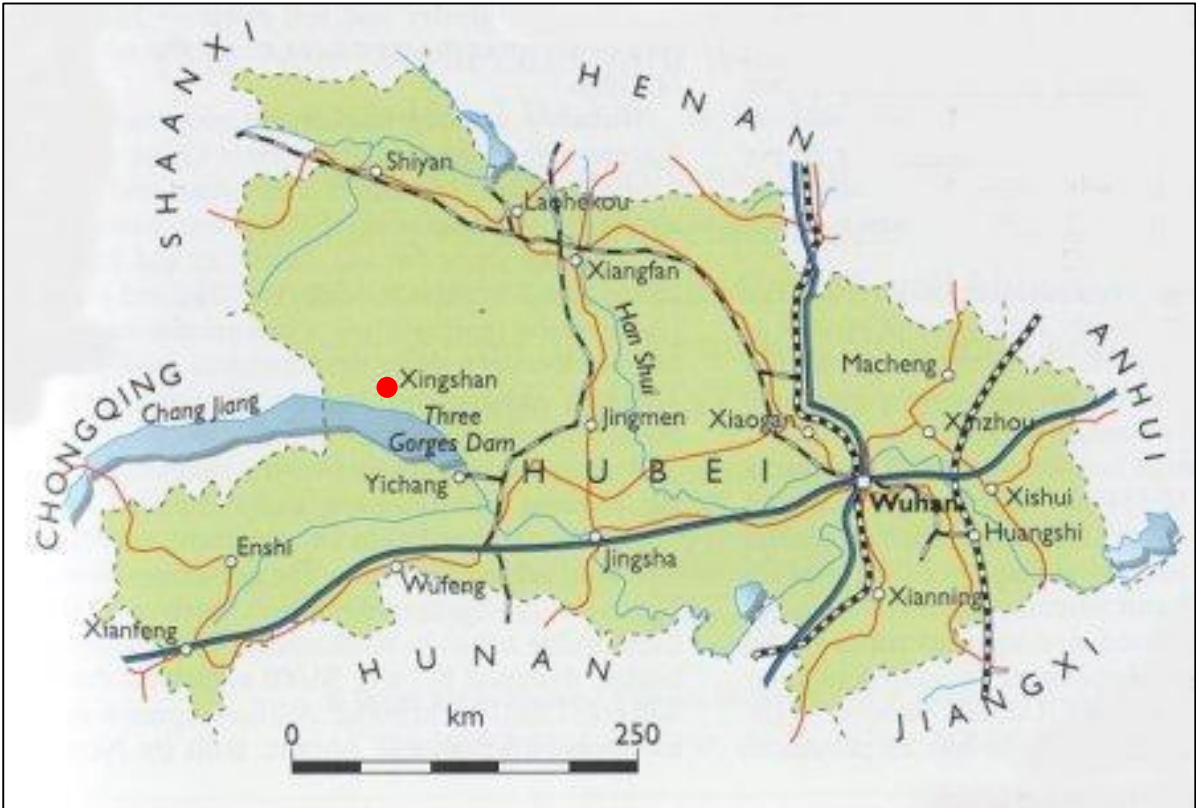 SHAANXI
HENAN
Shiyan
Laohekou
Xiangfan
Han Shui
ANHUI
Macheng
CHONGQING
Chang Jiang
Xingshan
Three
Gorges Dam
Jingmen
Xiaogan
Xinzhou
Yichang
HUBEI
Wuhan
Xishui
Huangshi
Enshi
Jingsha
Wufeng
Xianning
Xianfeng
HUNAN
JIANGXI
km
0
250